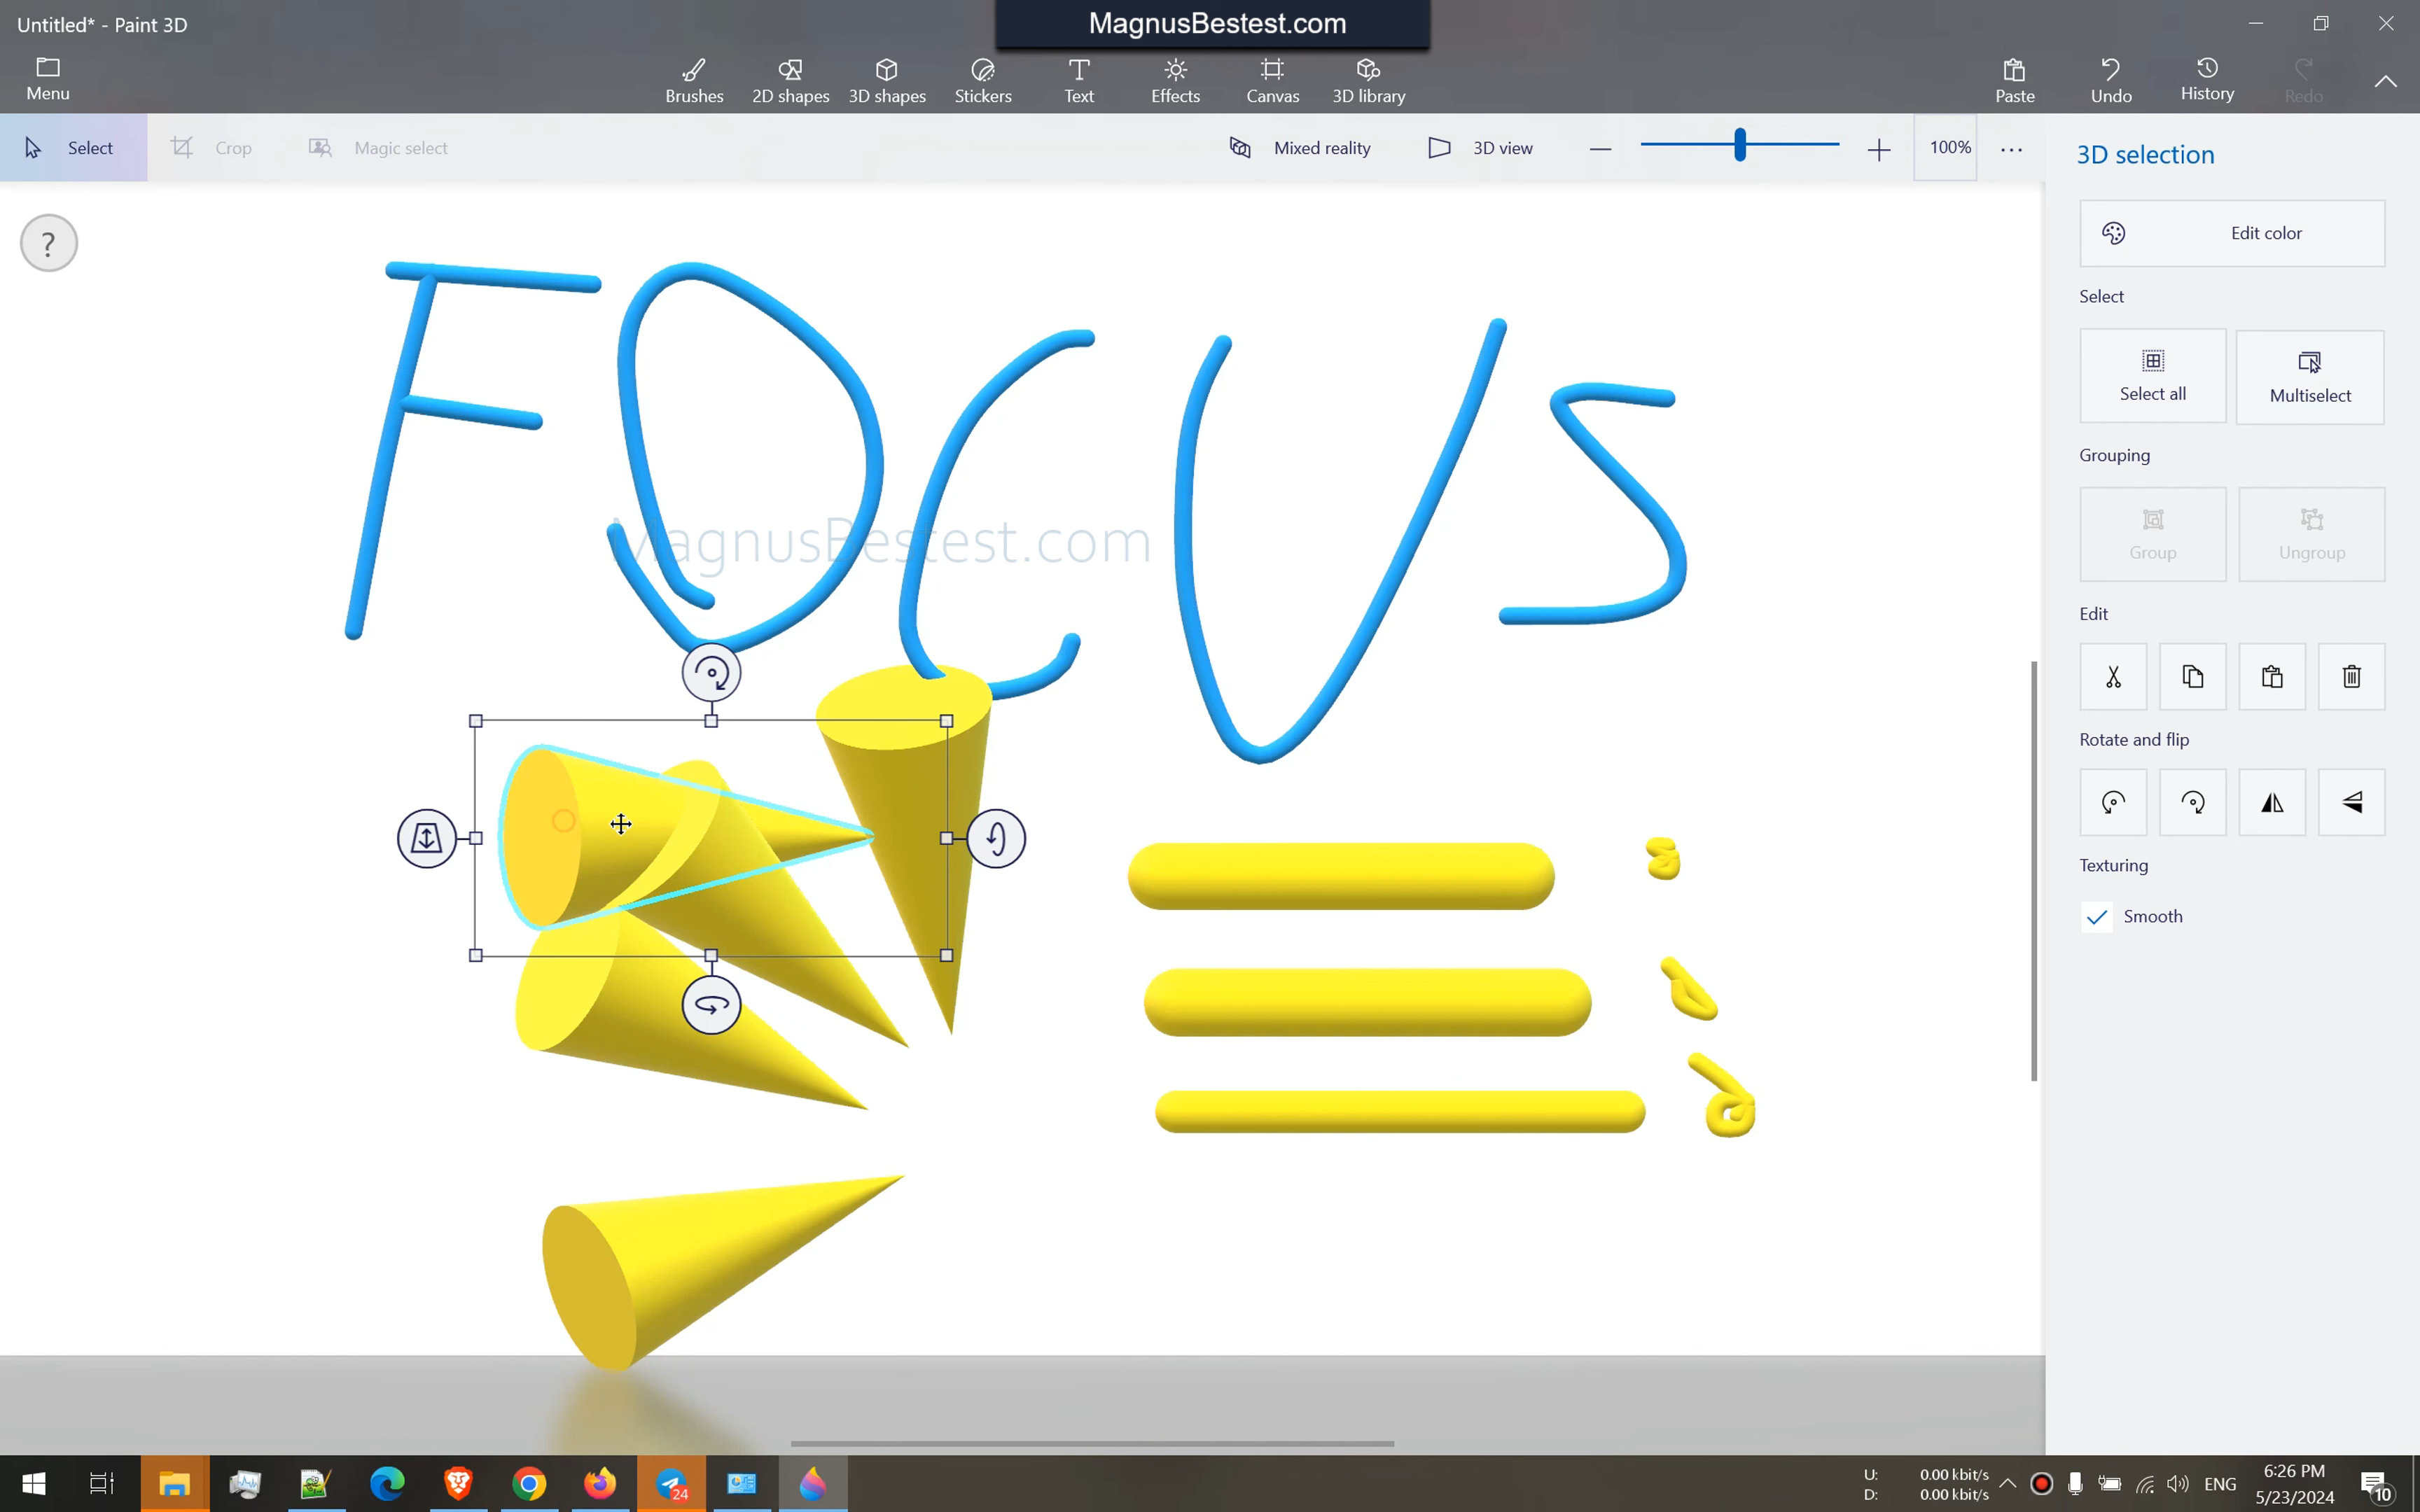 Untitled* - Paint 3D
MagnusBestest.com
Menu
Brushes 2D shapes 3D shapes Stickers Text Effects Canvas 3D library
Paste Undo History Redo
Select Crop Magic select Mixed reality 3D view 100%
3D selection
?
Edit color
Select
Select all Multiselect
Grouping
Group Ungroup
Edit
Rotate and flip
Texturing
Smooth
FOCUS
MagnusBestest.com
24
U: 0.00 kbit/s
D: 0.00 kbit/s
ENG
6:26 PM
5/23/2024
10